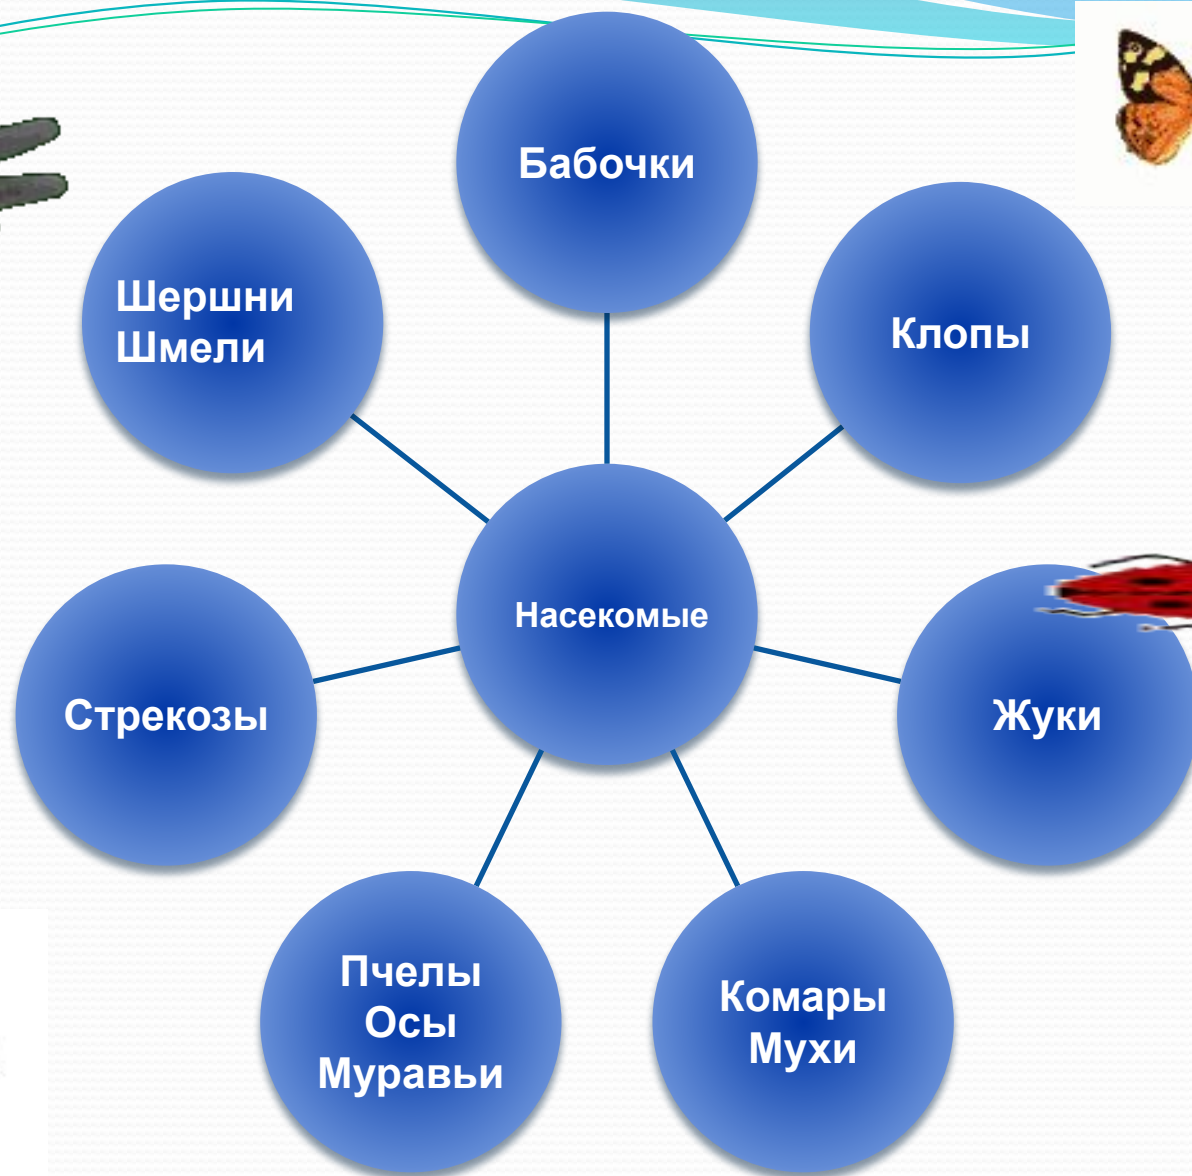 Бабочки
Шершни
Шмели
Клопы
Насекомые
Стрекозы
Жуки
Пчелы
Осы
Муравьи
Комары
Мухи